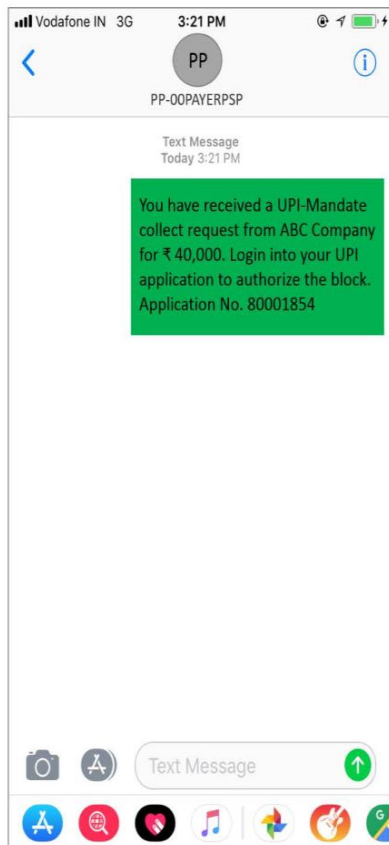 Vodafone IN 3G 3:21 PM
PP
PP-OOPAYERPSP
Text Message
Today 3:21 PM
You have received a UPI-Mandate
collect request from ABC Company
for ₹ 40,000. Login into your UPI
application to authorize the block.
Application No. 80001854
Text Message
G